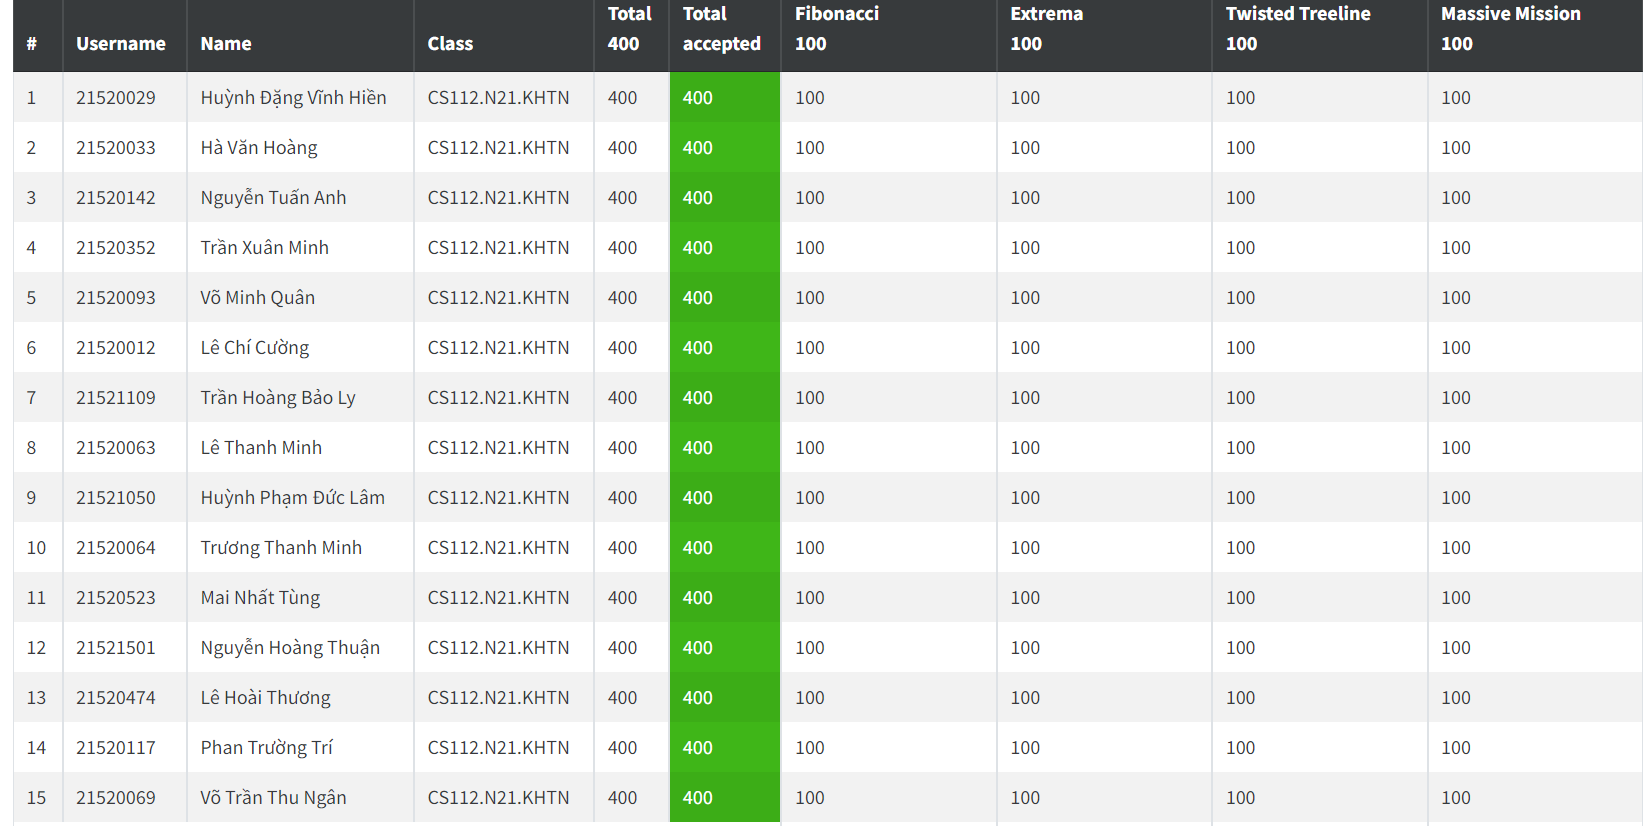 # Username Name Class Total 400 Total accepted Fibonacci 100 Extrema 100 Twisted Treeline 100 Massive Mission 100
1 21520029 Huỳnh Đặng Vĩnh Hiền CS112.N21.KHTN 400 400 100 100 100 100
2 21520033 Hà Văn Hoàng CS112.N21.KHTN 400 400 100 100 100 100
3 21520142 Nguyễn Tuấn Anh CS112.N21.KHTN 400 400 100 100 100 100
4 21520352 Trần Xuân Minh CS112.N21.KHTN 400 400 100 100 100 100
5 21520093 Võ Minh Quân CS112.N21.KHTN 400 400 100 100 100 100
6 21520012 Lê Chí Cường CS112.N21.KHTN 400 400 100 100 100 100
7 21521109 Trần Hoàng Bảo Ly CS112.N21.KHTN 400 400 100 100 100 100
8 21520063 Lê Thanh Minh CS112.N21.KHTN 400 400 100 100 100 100
9 21521050 Huỳnh Phạm Đức Lâm CS112.N21.KHTN 400 400 100 100 100 100
10 21520064 Trương Thanh Minh CS112.N21.KHTN 400 400 100 100 100 100
11 21520523 Mai Nhất Tùng CS112.N21.KHTN 400 400 100 100 100 100
12 21521501 Nguyễn Hoàng Thuận CS112.N21.KHTN 400 400 100 100 100 100
13 21520474 Lê Hoài Thương CS112.N21.KHTN 400 400 100 100 100 100
14 21520117 Phan Trường Trí CS112.N21.KHTN 400 400 100 100 100 100
15 21520069 Võ Trần Thu Ngân CS112.N21.KHTN 400 400 100 100 100 100